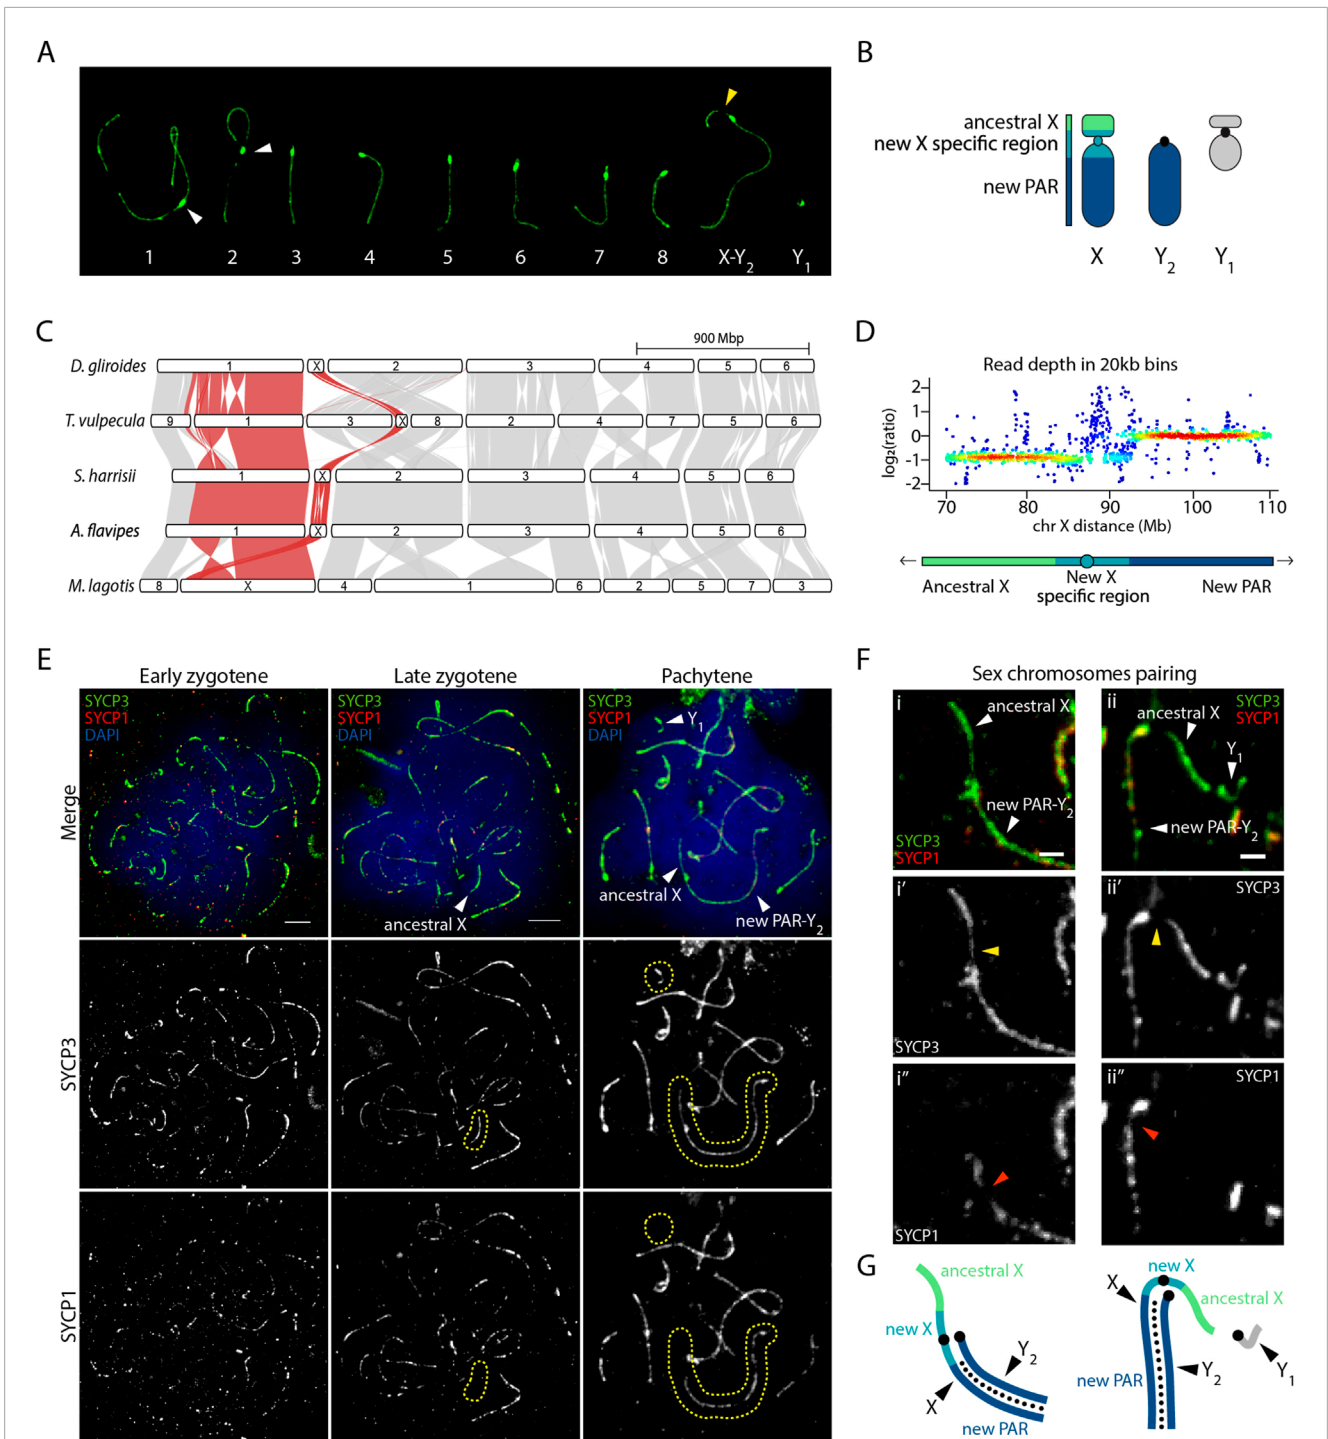 A
1 2 3 4 5 6 7 8 X-Y2 Y1
B
ancestral X
new X specific region
new PAR
X Y2 Y1
C
900 Mbp
D. gliroides 1 X 2 3 4 5 6
T. vulpecula 9 1 3 X 8 2 4 7 5 6
S. harrisii 1 X 2 3 4 5 6
A. flavipes 1 X 2 3 4 5 6
M. lagotis 8 X 4 1 6 2 5 7 3
D
Read depth in 20kb bins
log2(ratio)
2
1
0
-1
-2
70 80 90 100 110
chr X distance (Mb)
Ancestral X
New X
specific region
New PAR
E
Early zygotene Late zygotene Pachytene
Merge
SYCP3
SYCP1
DAPI
SYCP3
SYCP1
DAPI
ancestral X
SYCP3
SYCP1
DAPI
Y1
ancestral X
new PAR-Y2
SYCP3
SYCP1
F
Sex chromosomes pairing
i
ancestral X
new PAR-Y2
SYCP3
SYCP1
ii
SYCP3
SYCP1
ancestral X
Y1
new PAR-Y2
i′
SYCP3
ii′
SYCP3
i″
SYCP1
ii″
SYCP1
G
ancestral X
new X
Y2
X
new PAR
new X
X
ancestral X
new PAR
Y2
Y1